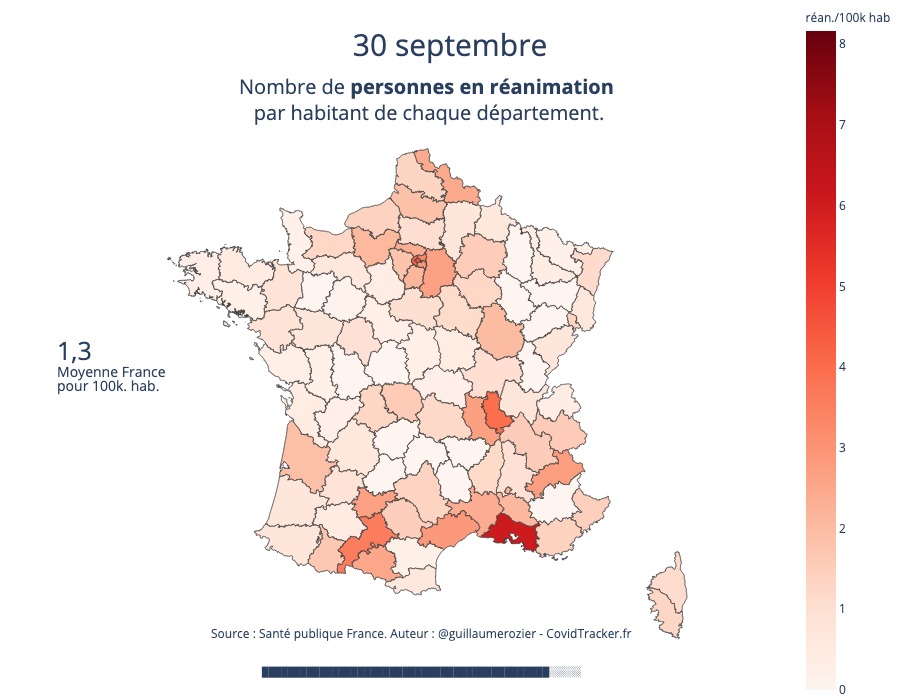 réan./100k hab
30 septembre
Nombre de personnes en réanimation
par habitant de chaque département.
8
7
6
5
4
3
2
1
0
1,3
Moyenne France
pour 100k. hab.
Source : Santé publique France. Auteur : @guillaumerozier - CovidTracker.fr